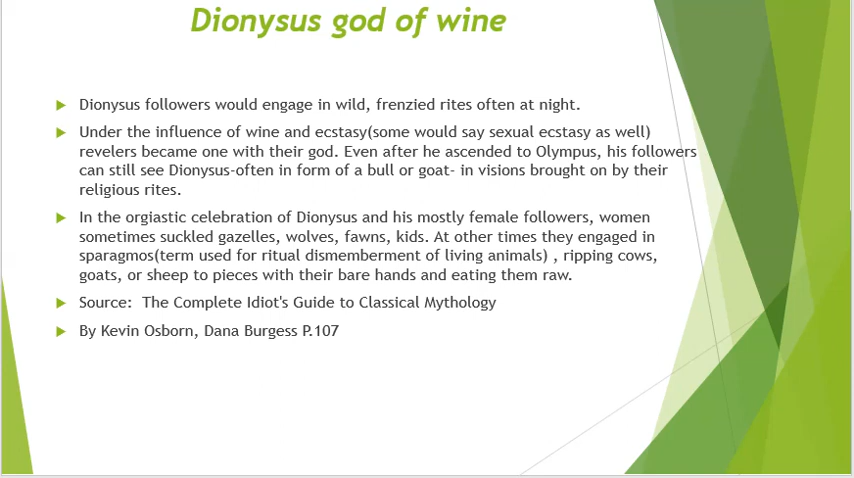 Dionysus god of wine
Dionysus followers would engage in wild, frenzied rites often at night.
Under the influence of wine and ecstasy(some would say sexual ecstasy as well)
revelers became one with their god. Even after he ascended to Olympus, his followers
can still see Dionysus-often in form of a bull or goat- in visions brought on by their
religious rites.
In the orgiastic celebration of Dionysus and his mostly female followers, women
sometimes suckled gazelles, wolves, fawns, kids. At other times they engaged in
sparagmos(term used for ritual dismemberment of living animals) , ripping cows,
goats, or sheep to pieces with their bare hands and eating them raw.
Source:  The Complete Idiot's Guide to Classical Mythology
By Kevin Osborn, Dana Burgess P.107